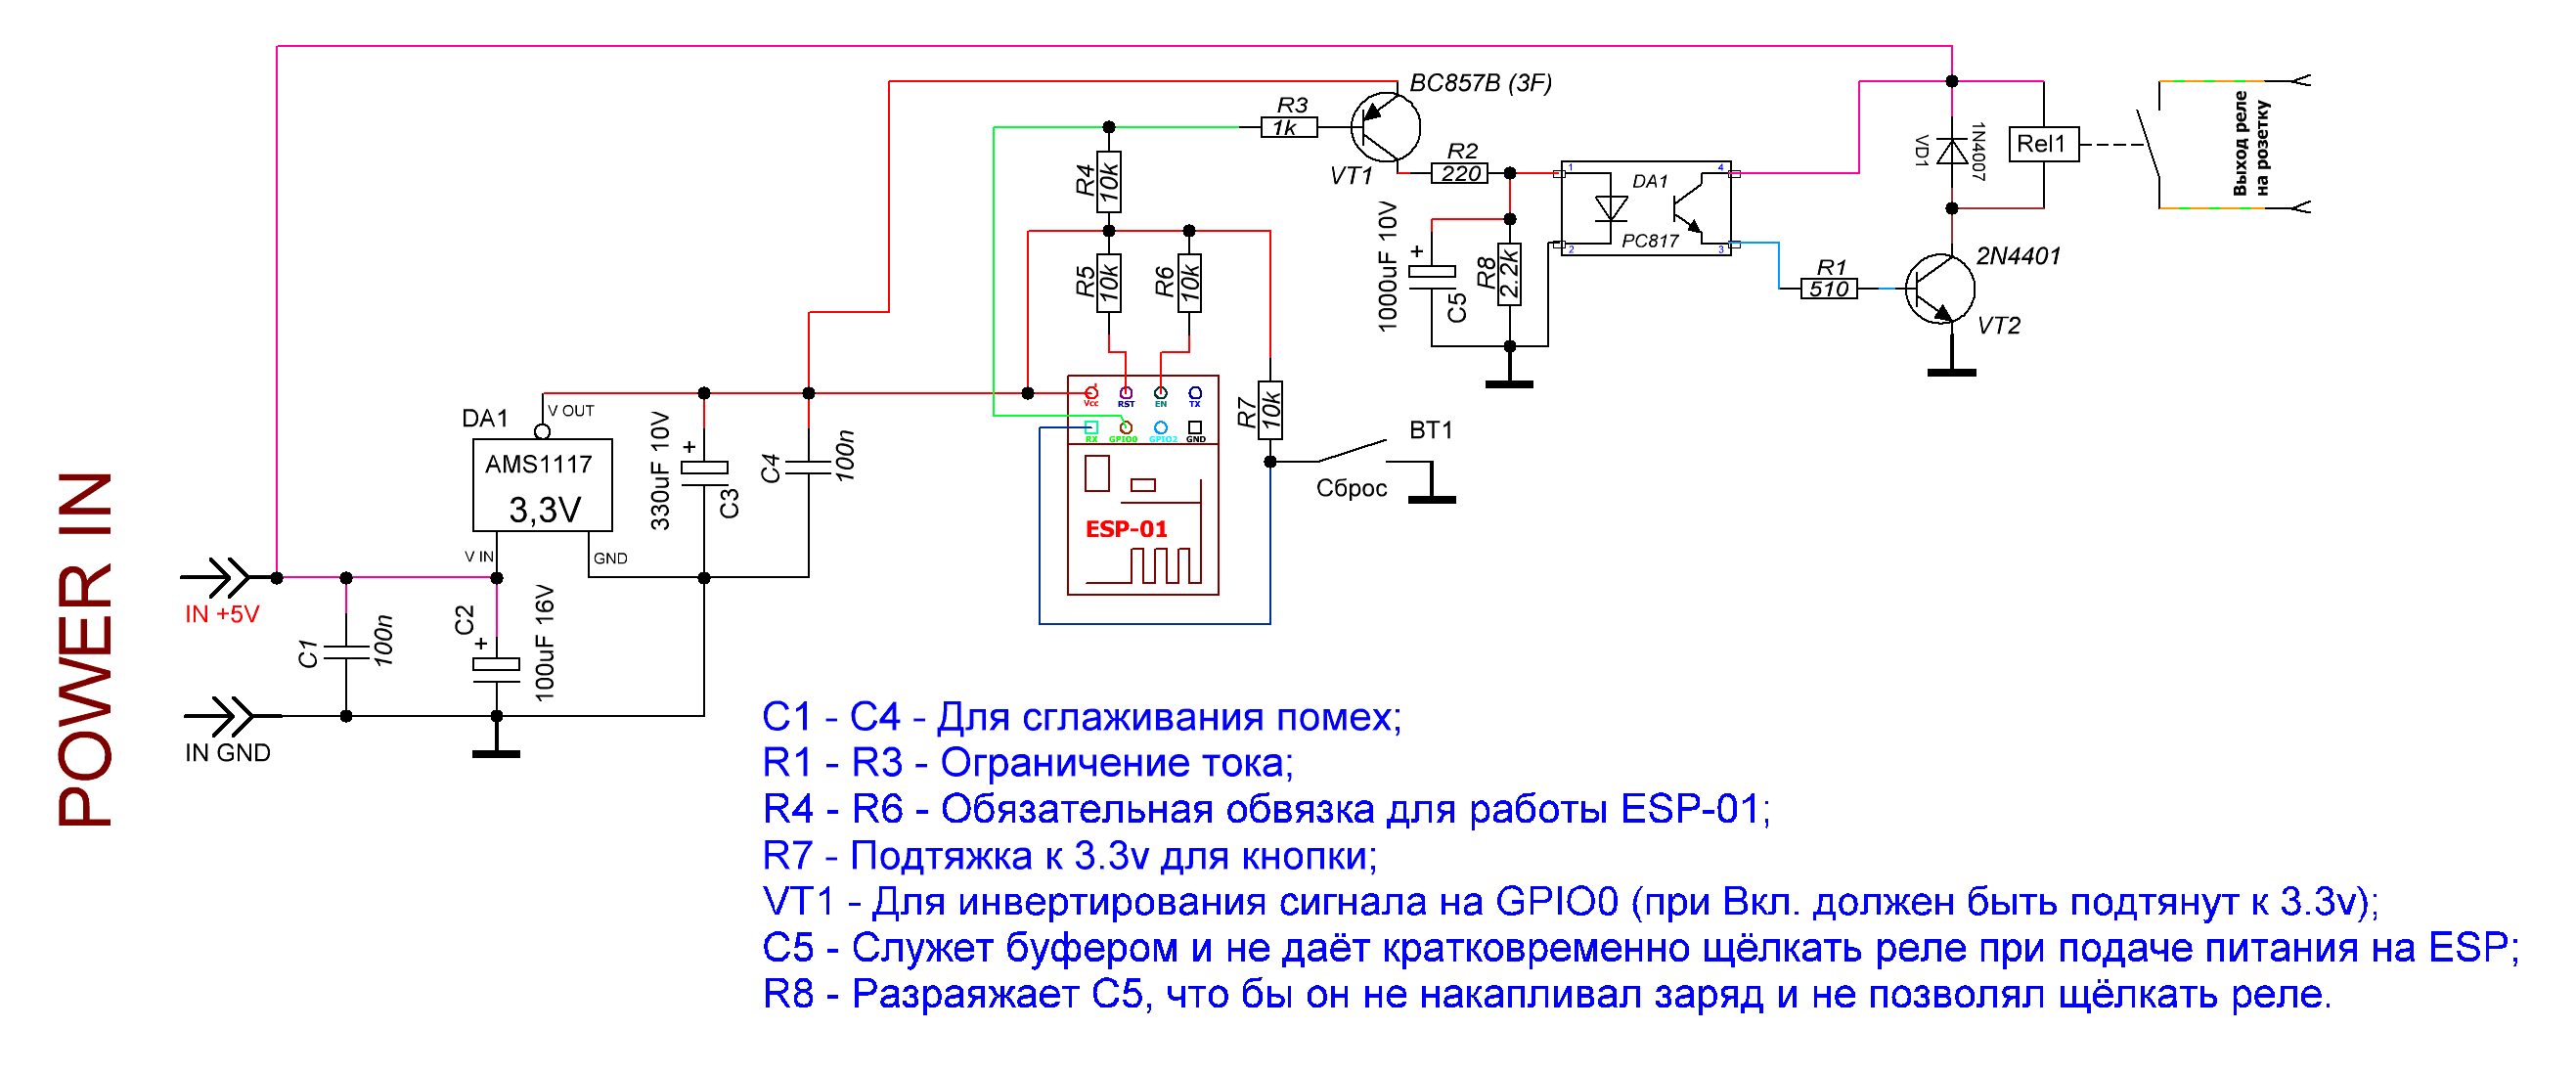 POWER IN
IN +5V
IN GND
C1
100n
C2
+
100uF 16V
DA1
V OUT
AMS1117
3,3V
V IN
GND
330uF 10V
+
C3
C4
100n
R4
10k
R5
10k
R6
10k
R3
1k
BC857B (3F)
VT1
R2
220
1000uF 10V
+
C5
R8
2.2k
1
2
DA1
PC817
4
3
R1
510
2N4401
VT2
VD1
1N4007
Rel1
Выход реле
на розетку
Vcc
RST
EN
TX
RX
GPIO0
GPIO2
GND
ESP-01
R7
10k
BT1
Сброс
C1 - C4 - Для сглаживания помех;
R1 - R3 - Ограничение тока;
R4 - R6 - Обязательная обвязка для работы ESP-01;
R7 - Подтяжка к 3.3v для кнопки;
VT1 - Для инвертирования сигнала на GPIO0 (при Вкл. должен быть подтянут к 3.3v);
C5 - Служет буфером и не даёт кратковременно щёлкать реле при подаче питания на ESP;
R8 - Разраяжает C5, что бы он не накапливал заряд и не позволял щёлкать реле.